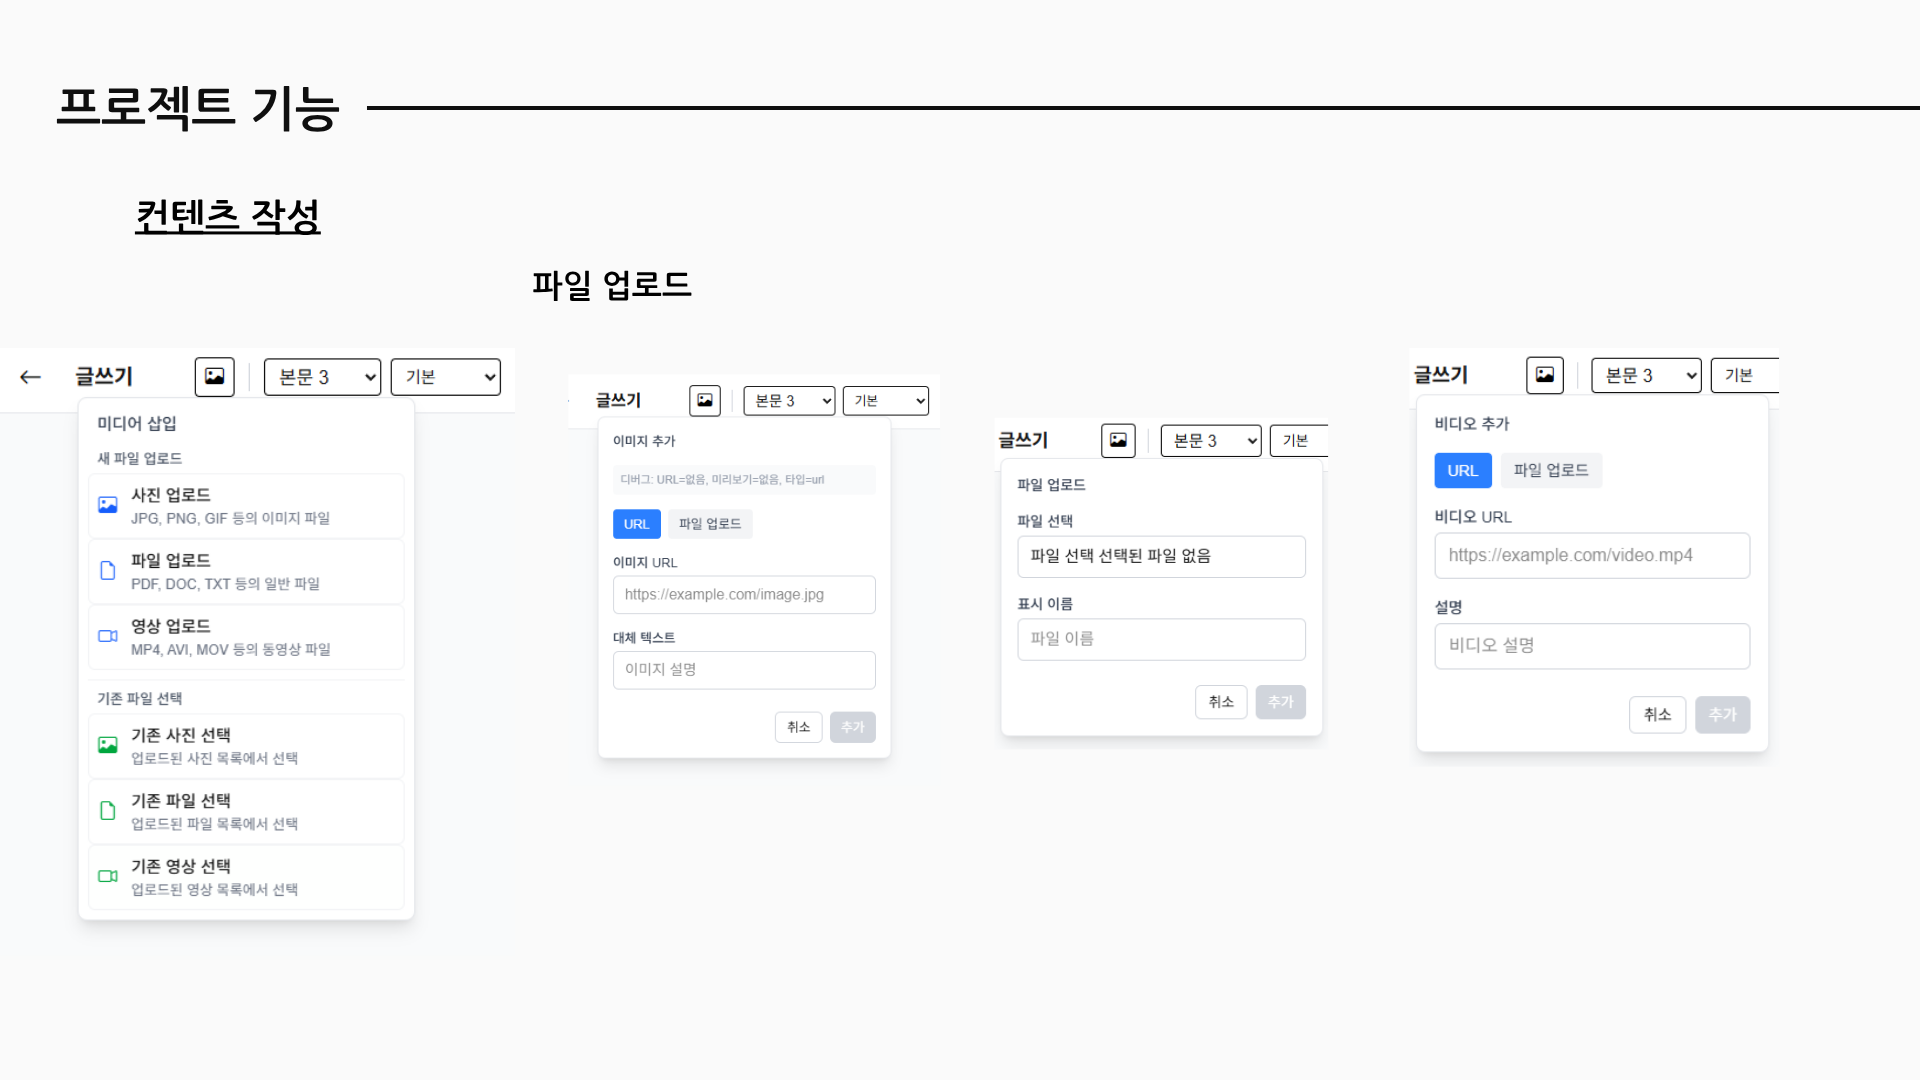 프로젝트 기능
컨텐츠 작성
파일 업로드
글쓰기
본문 3
기본
미디어 삽입
새 파일 업로드
사진 업로드
JPG, PNG, GIF 등의 이미지 파일
파일 업로드
PDF, DOC, TXT 등의 일반 파일
영상 업로드
MP4, AVI, MOV 등의 동영상 파일
기존 파일 선택
기존 사진 선택
업로드된 사진 목록에서 선택
기존 파일 선택
업로드된 파일 목록에서 선택
기존 영상 선택
업로드된 영상 목록에서 선택
글쓰기
본문 3
기본
이미지 추가
디버그: URL=없음, 미리보기=없음, 타입=url
URL
파일 업로드
이미지 URL
https://example.com/image.jpg
대체 텍스트
이미지 설명
취소
추가
글쓰기
본문 3
기본
파일 업로드
파일 선택
파일 선택 선택된 파일 없음
표시 이름
파일 이름
취소
추가
글쓰기
본문 3
기본
비디오 추가
URL
파일 업로드
비디오 URL
https://example.com/video.mp4
설명
비디오 설명
취소
추가